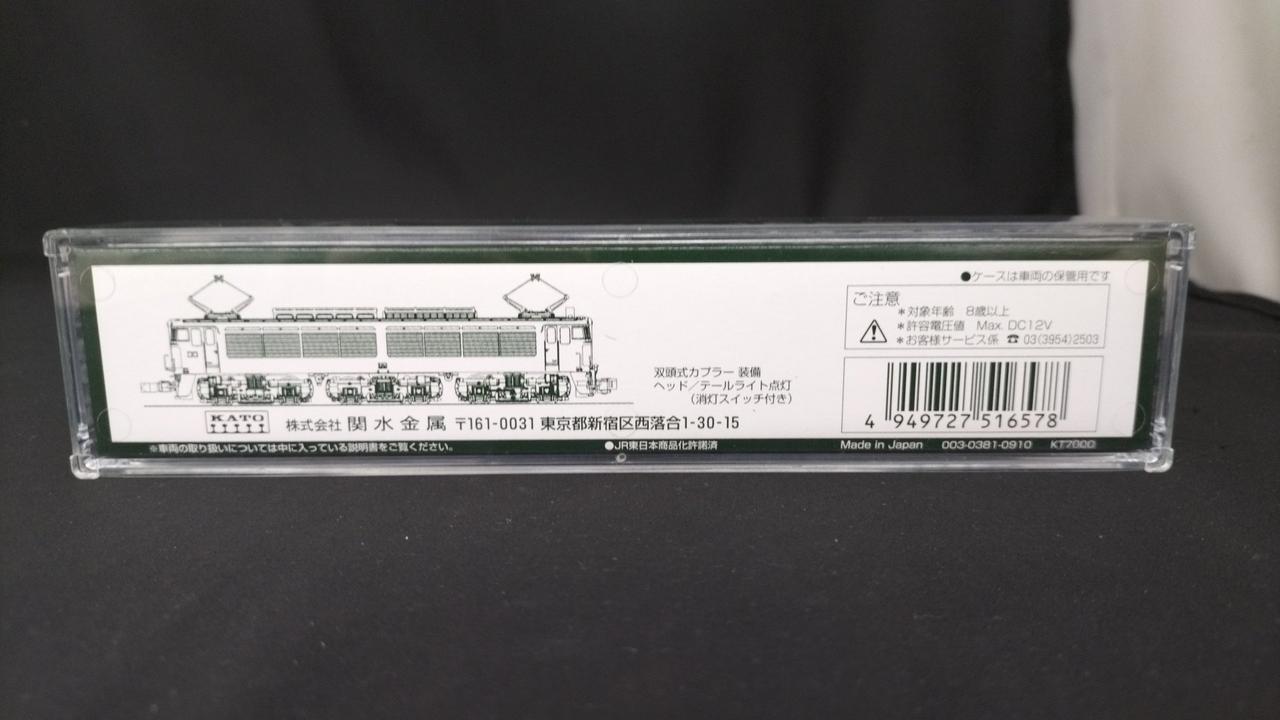 ●ケースは車両の保管用です
ご注意
＊対象年齢 8歳以上
＊許容電圧値 Max. DC12V
＊お客様サービス係 ☎ 03(3954)2503
双頭式カプラー 装備
ヘッド／テールライト点灯
（消灯スイッチ付き）
4 949727 516578
KATO
株式会社 関水金属 〒161-0031 東京都新宿区西落合1-30-15
※車両の取り扱いについては中に入っている説明書をご覧ください。
●JR東日本商品化許諾済
Made in Japan 003-0381-0910 KT7000